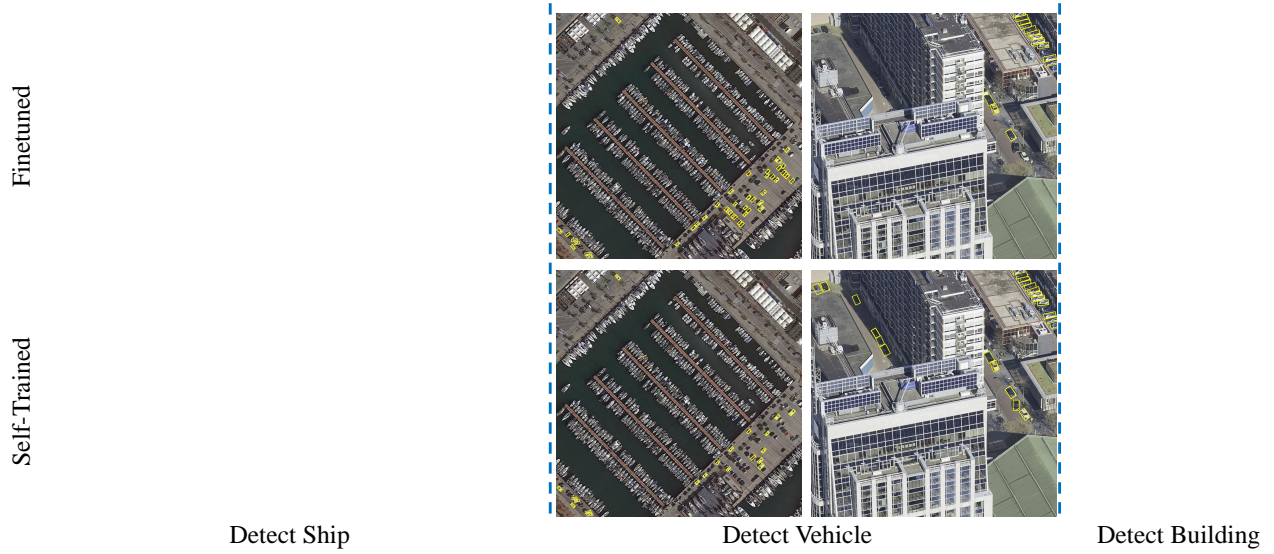 Finetuned
Self-Trained
Detect Ship
Detect Vehicle
Detect Building